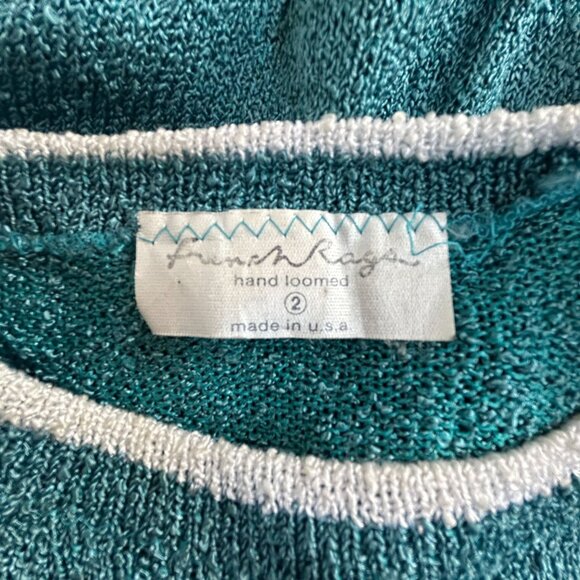 French Rags
hand loomed
2
made in u.s.a.